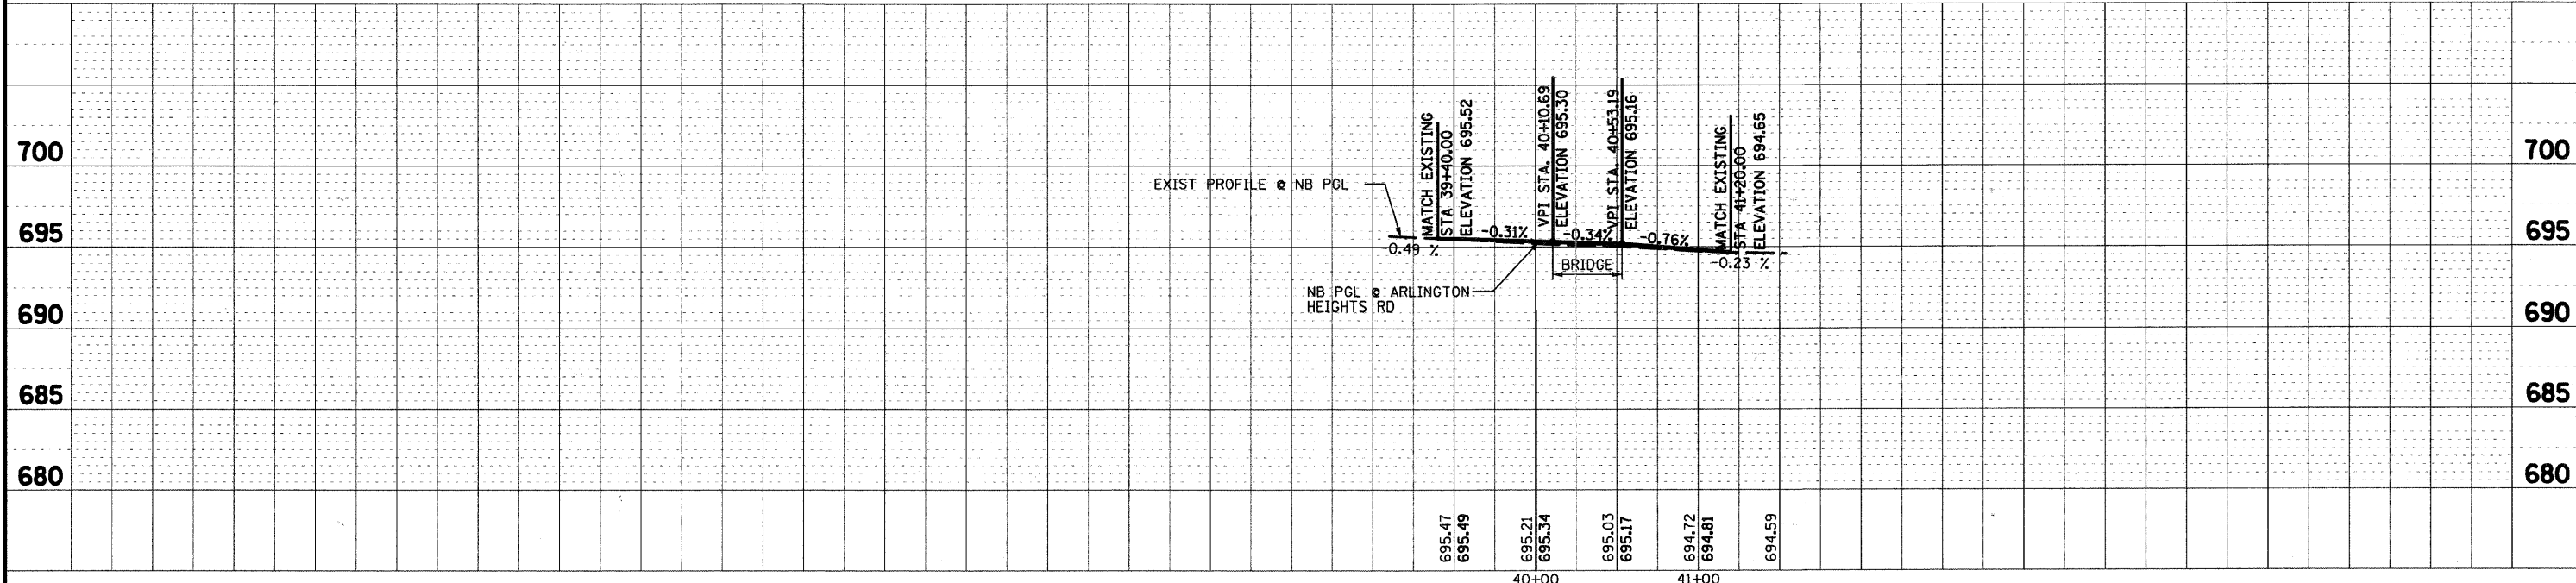 700
695
690
685
680
EXIST PROFILE @ NB PGL
-0.49 %
MATCH EXISTING
STA 39+40.00
ELEVATION 695.52
-0.31%
VPI STA. 40+10.69
ELEVATION 695.30
-0.34%
VPI STA. 40+53.19
ELEVATION 695.16
-0.76%
MATCH EXISTING
STA 41+20.00
ELEVATION 694.65
-0.23 %
BRIDGE
NB PGL @ ARLINGTON
HEIGHTS RD
700
695
690
685
680
695.47
695.49
695.21
695.34
695.03
695.17
694.72
694.81
694.59
40+00
41+00